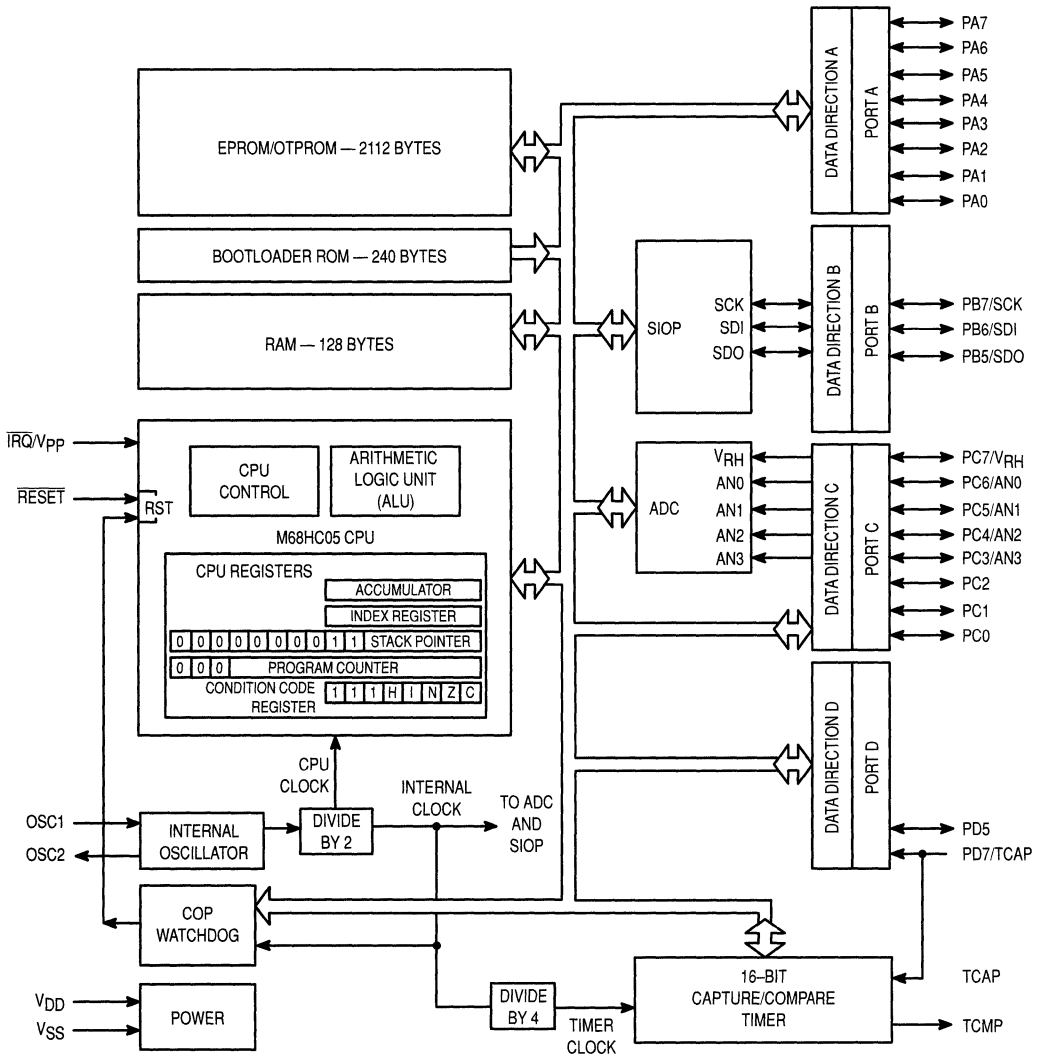 EPROM/OTPROM — 2112 BYTES
BOOTLOADER ROM — 240 BYTES
RAM — 128 BYTES
IRQ/VPP
RESET
RST
CPU
CONTROL
ARITHMETIC
LOGIC UNIT
(ALU)
M68HC05 CPU
CPU REGISTERS
ACCUMULATOR
INDEX REGISTER
0 0 0 0 0 0 0 0 1 1 STACK POINTER
0 0 0 PROGRAM COUNTER
CONDITION CODE
REGISTER
1 1 1 H I N Z C
CPU
CLOCK
INTERNAL
CLOCK
TO ADC
AND
SIOP
OSC1
OSC2
INTERNAL
OSCILLATOR
DIVIDE
BY 2
COP
WATCHDOG
VDD
VSS
POWER
DIVIDE
BY 4
TIMER
CLOCK
16–BIT
CAPTURE/COMPARE
TIMER
TCAP
TCMP
DATA DIRECTION A
PORT A
PA7
PA6
PA5
PA4
PA3
PA2
PA1
PA0
SIOP
SCK
SDI
SDO
DATA DIRECTION B
PORT B
PB7/SCK
PB6/SDI
PB5/SDO
ADC
VRH
AN0
AN1
AN2
AN3
DATA DIRECTION C
PORT C
PC7/VRH
PC6/AN0
PC5/AN1
PC4/AN2
PC3/AN3
PC2
PC1
PC0
DATA DIRECTION D
PORT D
PD5
PD7/TCAP